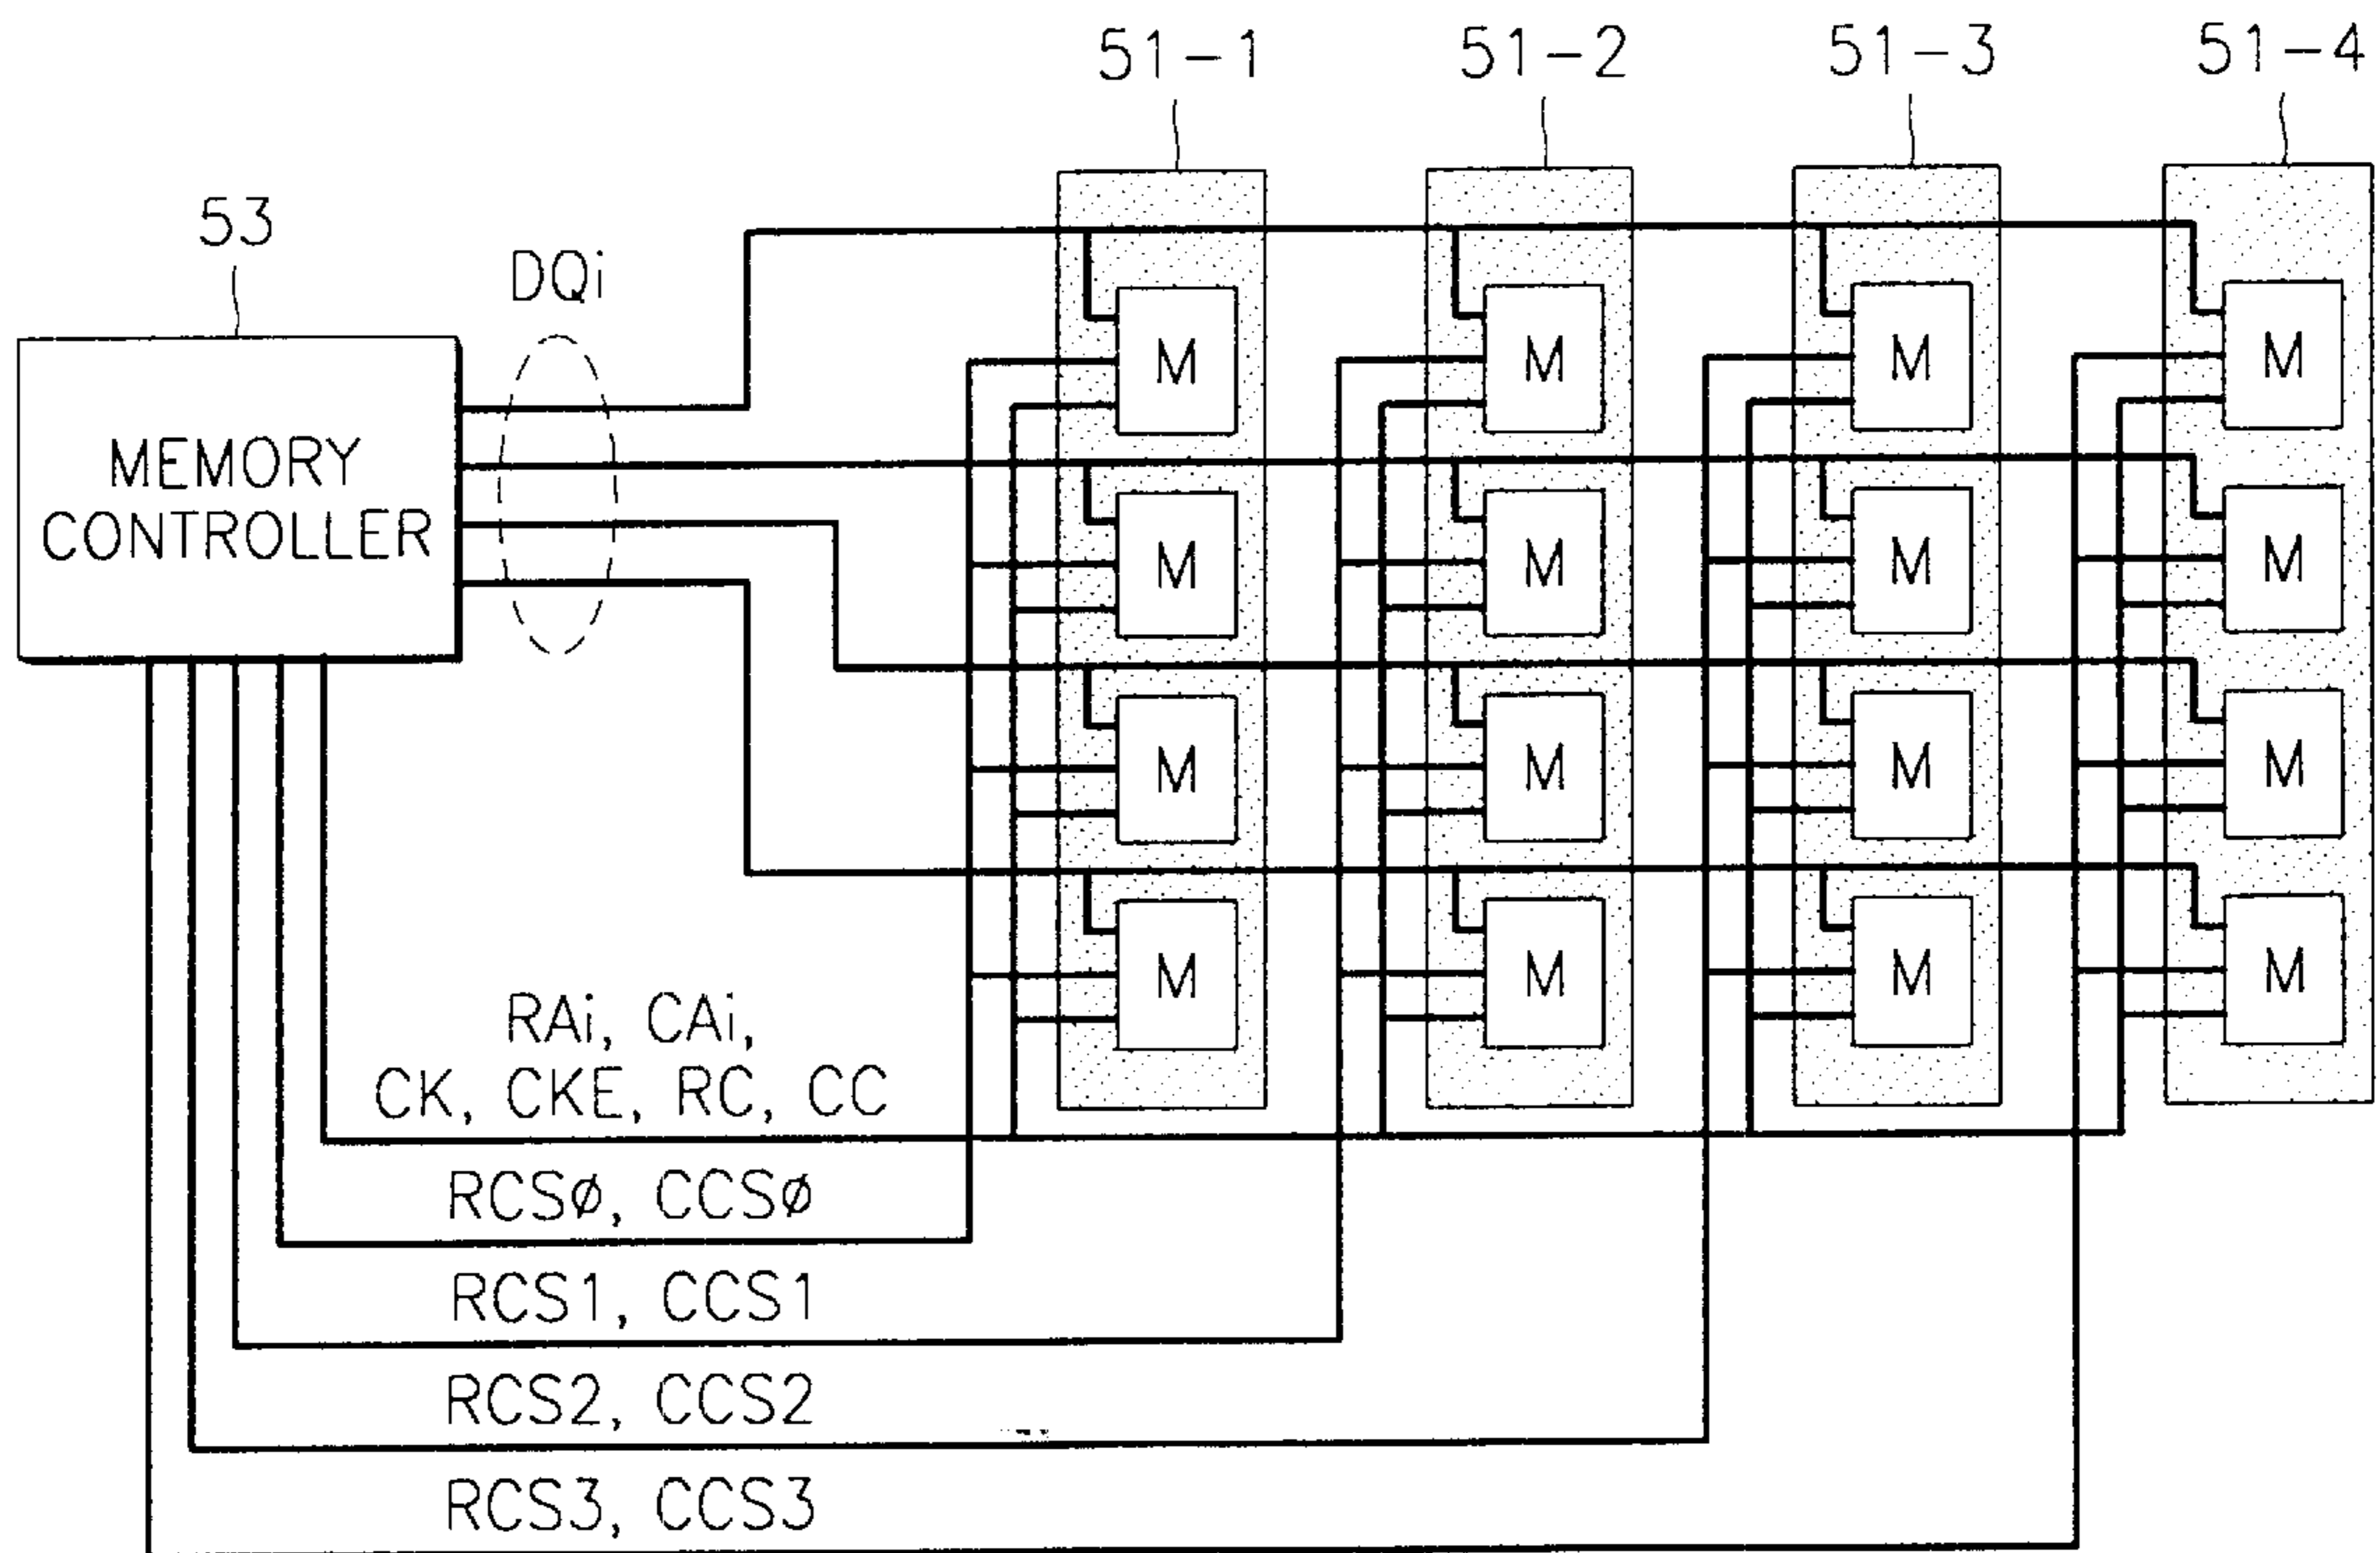 51-1 51-2 51-3 51-4
53
DQi
MEMORY
CONTROLLER
M M M M
M M M M
M M M M
M M M M
RAi, CAi,
CK, CKE, RC, CC
RCSø, CCSø
RCS1, CCS1
RCS2, CCS2
RCS3, CCS3